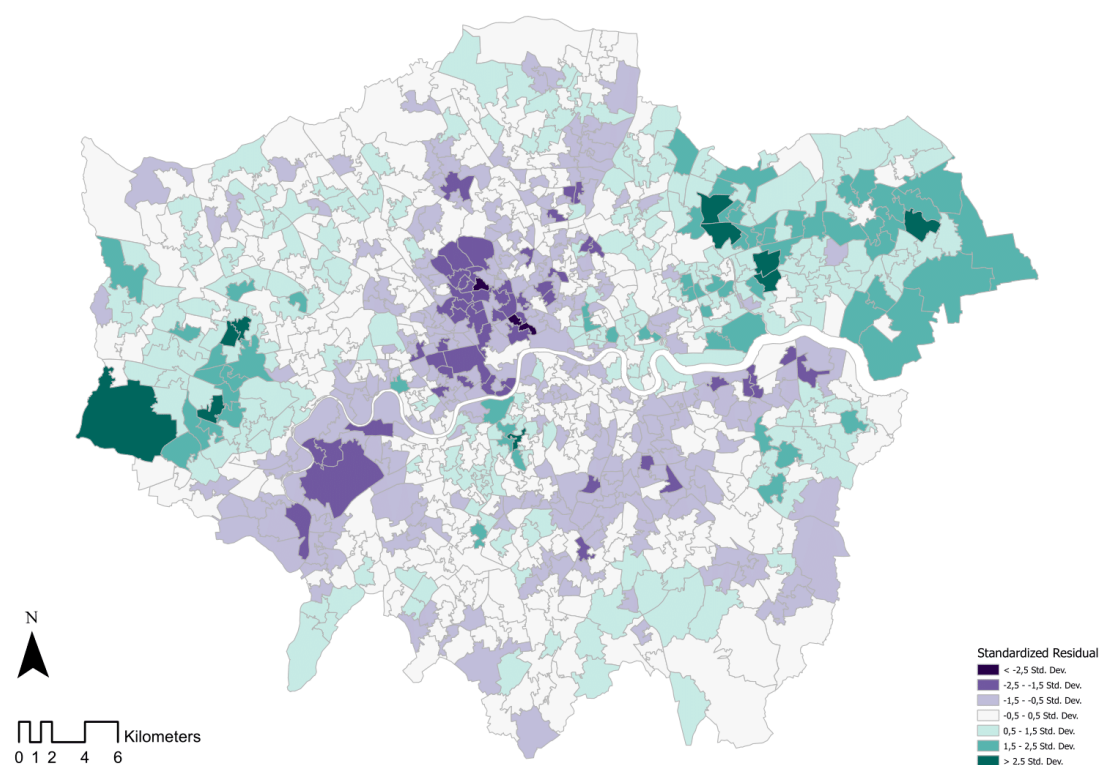 N
Kilometers
0 1 2 4 6
Standardized Residual
< -2,5 Std. Dev.
-2,5 - -1,5 Std. Dev.
-1,5 - -0,5 Std. Dev.
-0,5 - 0,5 Std. Dev.
0,5 - 1,5 Std. Dev.
1,5 - 2,5 Std. Dev.
> 2,5 Std. Dev.